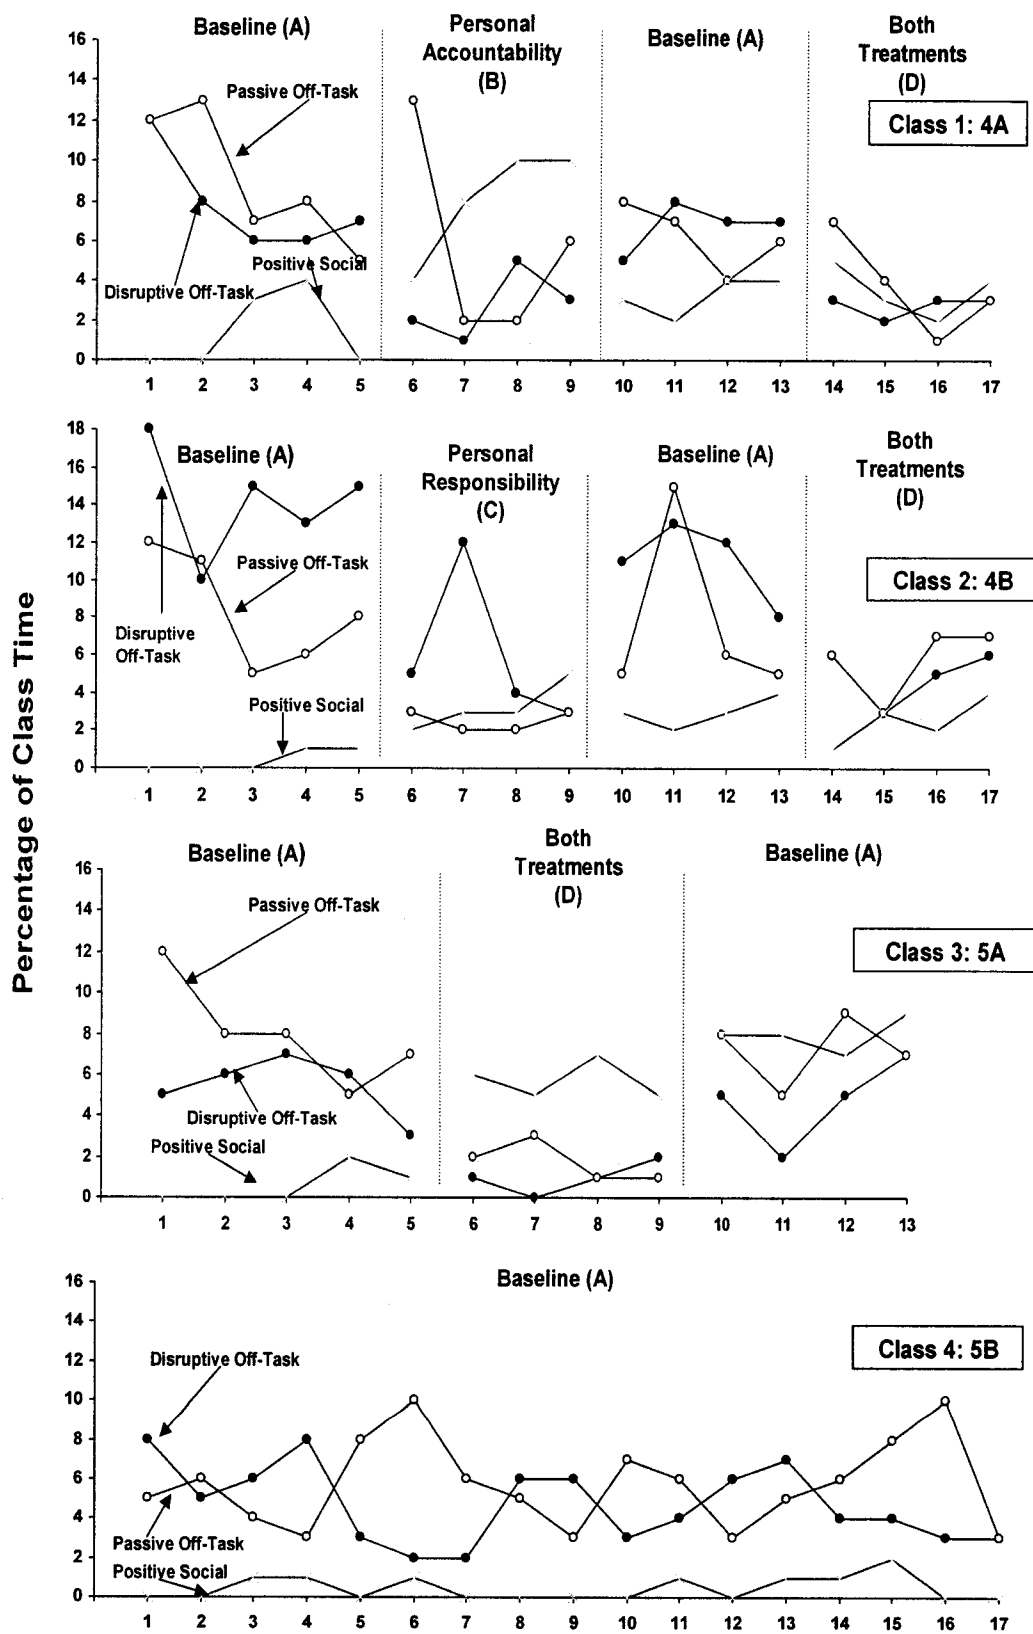 Percentage of Class Time
Baseline (A)
Personal
Accountability
(B)
Baseline (A)
Both
Treatments
(D)
Class 1: 4A
16
14
12
10
8
6
4
2
0
Passive Off-Task
Disruptive Off-Task
Positive Social
1 2 3 4 5 6 7 8 9 10 11 12 13 14 15 16 17
Baseline (A)
Personal
Responsibility
(C)
Baseline (A)
Both
Treatments
(D)
Class 2: 4B
18
16
14
12
10
8
6
4
2
0
Passive Off-Task
Disruptive
Off-Task
Positive Social
1 2 3 4 5 6 7 8 9 10 11 12 13 14 15 16 17
Baseline (A)
Both
Treatments
(D)
Baseline (A)
Class 3: 5A
16
14
12
10
8
6
4
2
0
Passive Off-Task
Disruptive Off-Task
Positive Social
1 2 3 4 5 6 7 8 9 10 11 12 13
Baseline (A)
Class 4: 5B
16
14
12
10
8
6
4
2
0
Disruptive Off-Task
Passive Off-Task
Positive Social
1 2 3 4 5 6 7 8 9 10 11 12 13 14 15 16 17